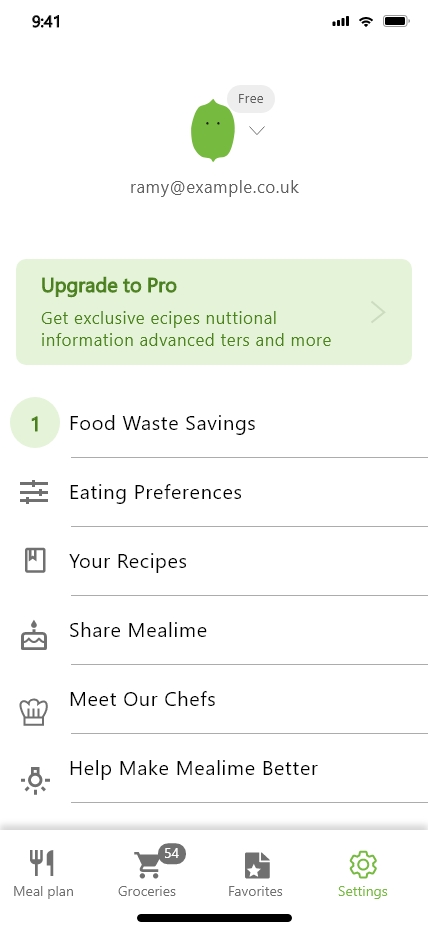 9:41
Free
ramy@example.co.uk
Upgrade to Pro
Get exclusive ecipes nuttional
information advanced ters and more
1
Food Waste Savings
Eating Preferences
Your Recipes
Share Mealime
Meet Our Chefs
Help Make Mealime Better
54
Meal plan
Groceries
Favorites
Settings